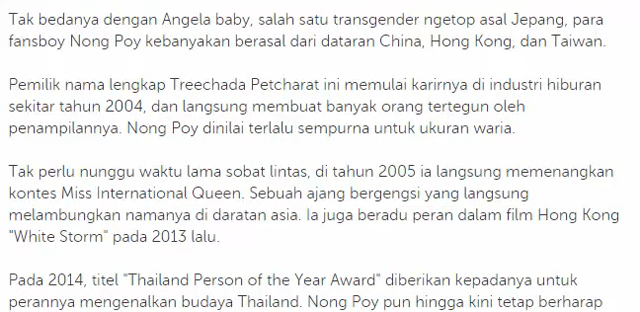 Tak bedanya dengan Angela baby, salah satu transgender ngetop asal Jepang, para
fansboy Nong Poy kebanyakan berasal dari dataran China, Hong Kong, dan Taiwan.
Pemilik nama lengkap Treechada Petcharat ini memulai karirnya di industri hiburan
sekitar tahun 2004, dan langsung membuat banyak orang tertegun oleh
penampilannya. Nong Poy dinilai terlalu sempurna untuk ukuran waria.
Tak perlu nunggu waktu lama sobat lintas, di tahun 2005 ia langsung memenangkan
kontes Miss International Queen. Sebuah ajang bergengsi yang langsung
melambungkan namanya di daratan asia. Ia juga beradu peran dalam film Hong Kong
"White Storm" pada 2013 lalu.
Pada 2014, titel "Thailand Person of the Year Award" diberikan kepadanya untuk
perannya mengenalkan budaya Thailand. Nong Poy pun hingga kini tetap berharap